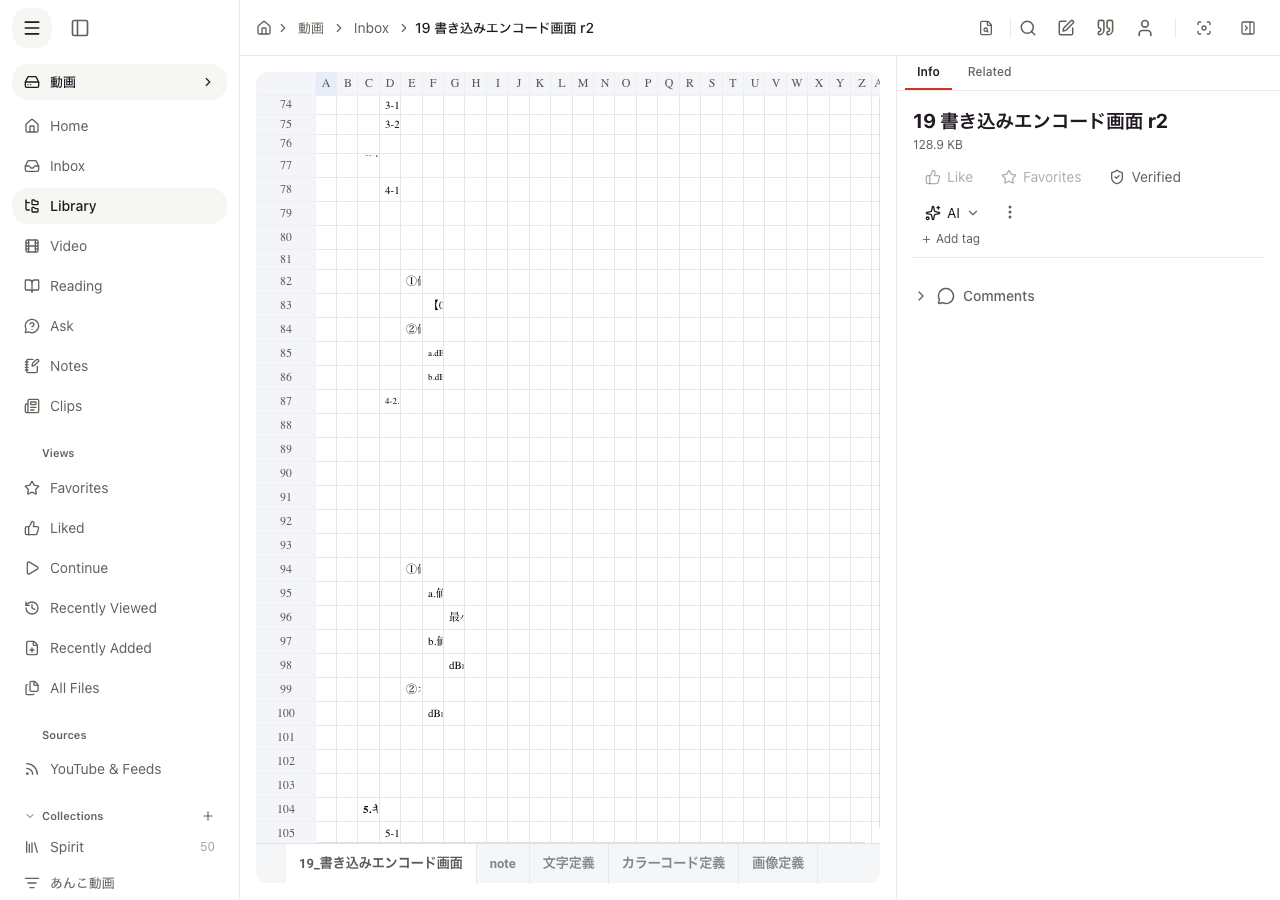 動画
Inbox
19 書き込みエンコード画面 r2
動画
Home
Inbox
Library
Video
Reading
Ask
Notes
Clips
Views
Favorites
Liked
Continue
Recently Viewed
Recently Added
All Files
Sources
YouTube & Feeds
Collections
Spirit 50
あんこ動画
A B C D E F G H I J K L M N O P Q R S T U V W X Y Z
74 3-1
75 3-2
76
77
78 4-1
79
80
81
82 ①
83
84 ②
85 a.
86 b.
87 4-2.
88
89
90
91
92
93
94 ①
95 a.
96
97 b.
98
99 ②
100
101
102
103
104 5.
105 5-1
19_書き込みエンコード画面
note
文字定義
カラーコード定義
画像定義
Info
Related
19 書き込みエンコード画面 r2
128.9 KB
Like
Favorites
Verified
AI
+ Add tag
Comments